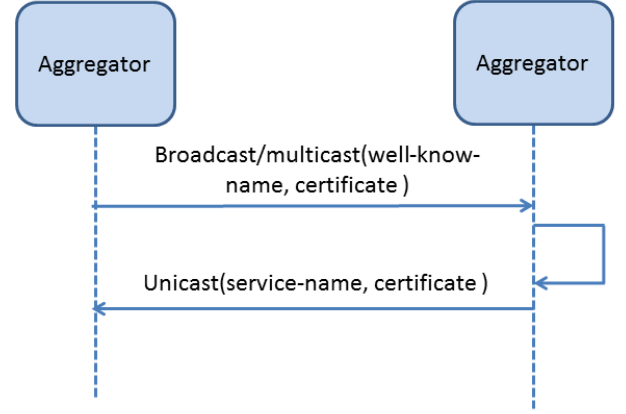 Aggregator
Aggregator
Broadcast/multicast(well-know-
name, certificate )
Unicast(service-name, certificate )